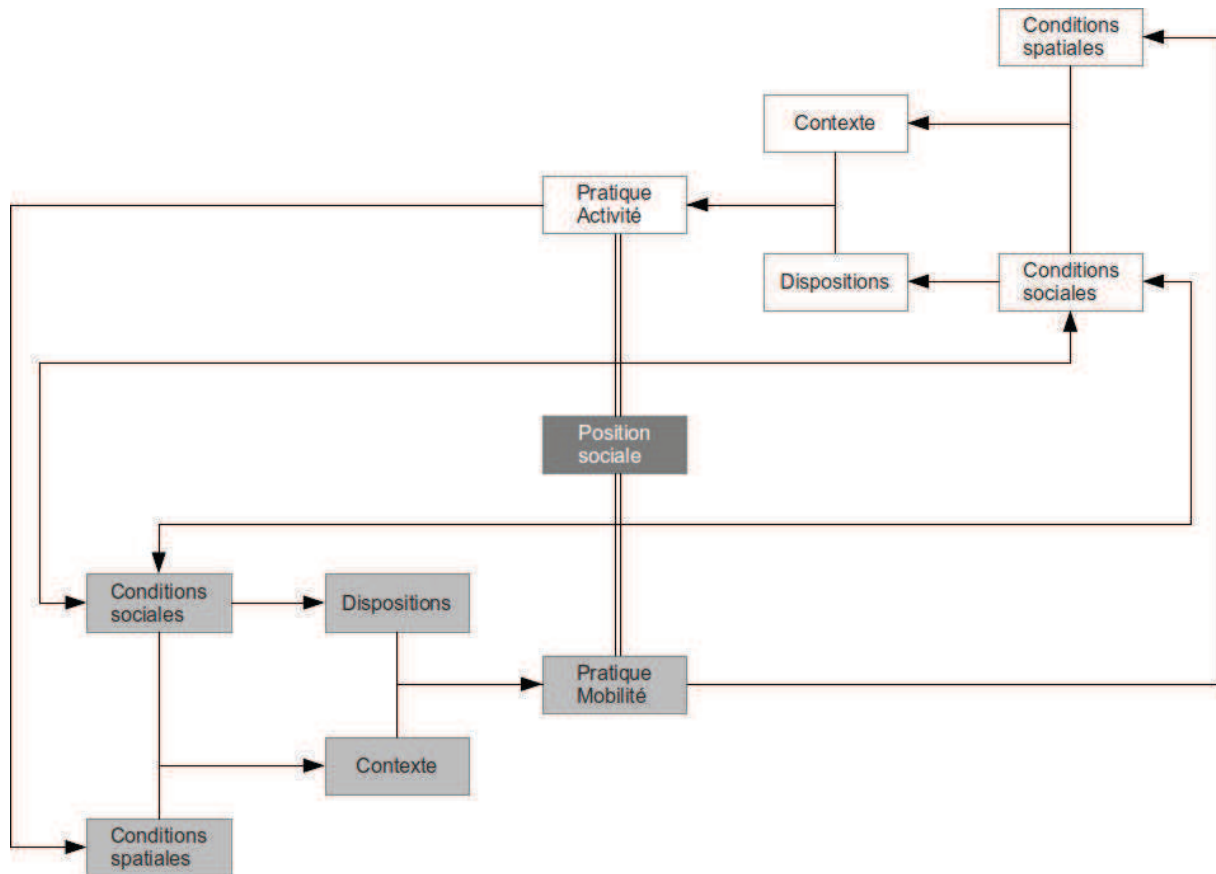 Conditions
spatiales
Contexte
Pratique
Activité
Dispositions
Conditions
sociales
Position
sociale
Conditions
sociales
Dispositions
Pratique
Mobilité
Contexte
Conditions
spatiales